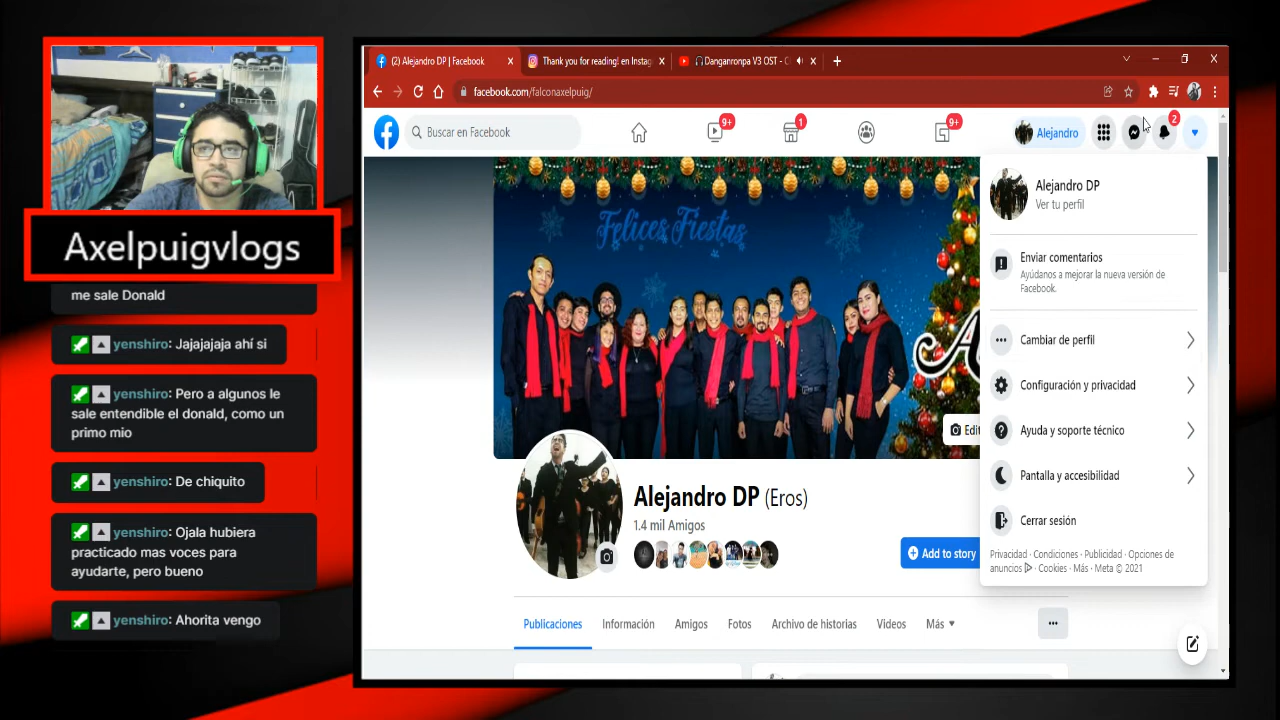 Axelpuigvlogs
me sale Donald
yenshiro: Jajajajaja ahí si
yenshiro: Pero a algunos le
sale entendible el donald, como un
primo mio
yenshiro: De chiquito
yenshiro: Ojala hubiera
practicado mas voces para
ayudarte, pero bueno
yenshiro: Ahorita vengo
(2) Alejandro DP | Facebook
Thank you for reading! en Instag
Danganronpa V3 OST - C
facebook.com/falconaxelpuig/
Buscar en Facebook
9+
1
9+
Alejandro
2
Felices Fiestas
Alejandro DP
Ver tu perfil
Enviar comentarios
Ayúdanos a mejorar la nueva versión de
Facebook.
Cambiar de perfil
Configuración y privacidad
Ayuda y soporte técnico
Pantalla y accesibilidad
Cerrar sesión
Privacidad · Condiciones · Publicidad · Opciones de
anuncios · Cookies · Más · Meta © 2021
Edit
Alejandro DP (Eros)
1.4 mil Amigos
Add to story
Publicaciones
Información
Amigos
Fotos
Archivo de historias
Videos
Más